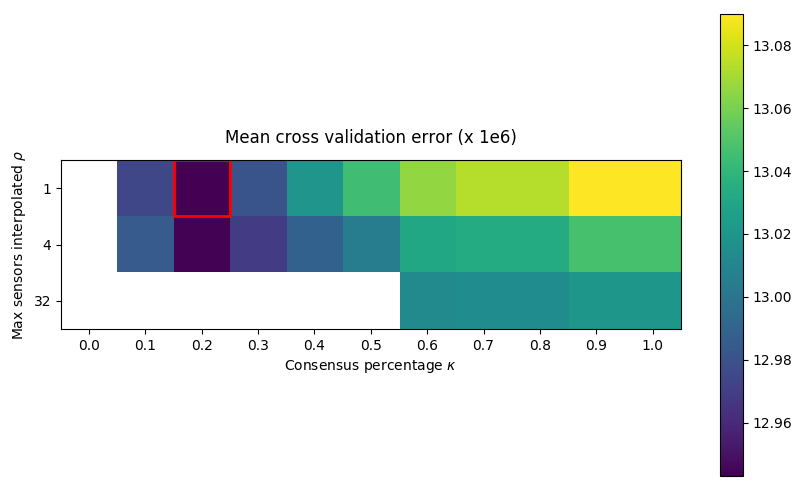 Mean cross validation error (x 1e6)
Max sensors interpolated ρ
1
4
32
0.0 0.1 0.2 0.3 0.4 0.5 0.6 0.7 0.8 0.9 1.0
Consensus percentage κ
13.08
13.06
13.04
13.02
13.00
12.98
12.96